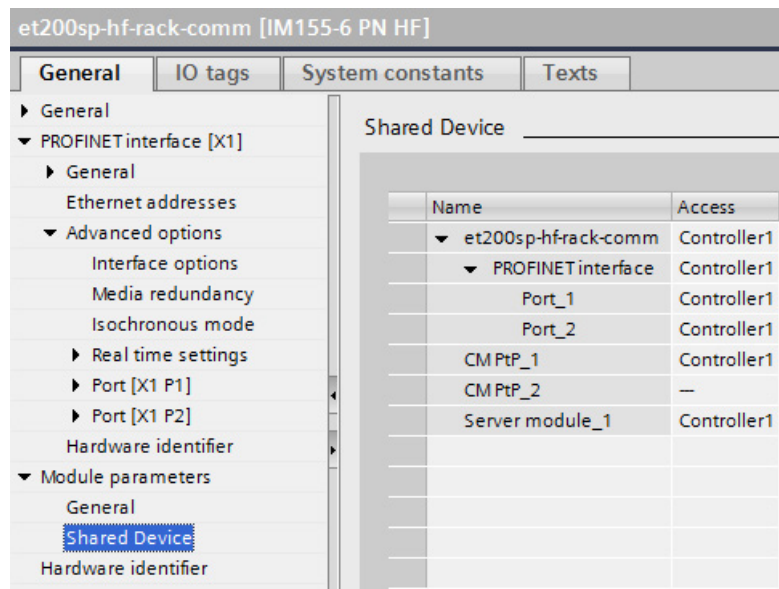 et200sp-hf-rack-comm [IM155-6 PN HF]
General IO tags System constants Texts
General
PROFINET interface [X1]
General
Ethernet addresses
Advanced options
Interface options
Media redundancy
Isochronous mode
Real time settings
Port [X1 P1]
Port [X1 P2]
Hardware identifier
Module parameters
General
Shared Device
Hardware identifier
Shared Device
Name Access
et200sp-hf-rack-comm Controller1
PROFINET interface Controller1
Port_1 Controller1
Port_2 Controller1
CM PtP_1 Controller1
CM PtP_2 ---
Server module_1 Controller1